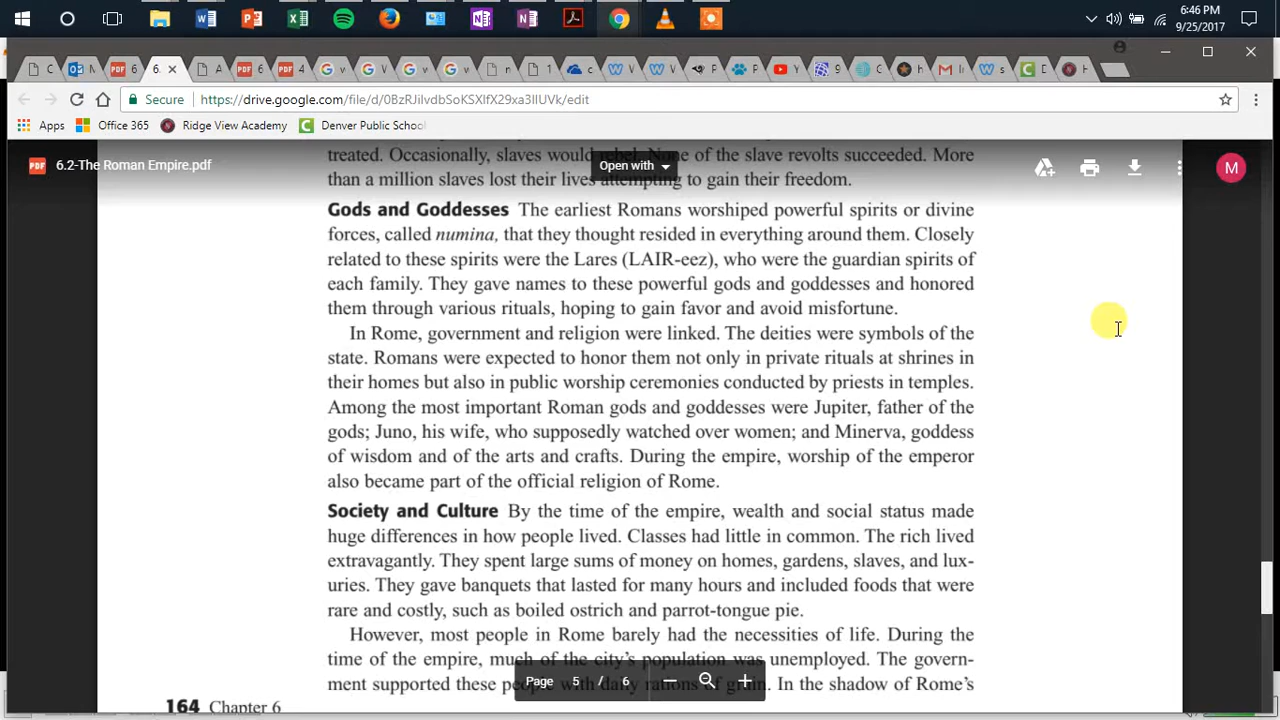 6:46 PM
9/25/2017
Secure https://drive.google.com/file/d/0BzRJiIvdbSoKSXlfX29xa3lIUVk/edit
Apps Office 365 Ridge View Academy Denver Public School
6.2-The Roman Empire.pdf
Open with
M
treated. Occasionally, slaves would rebel. None of the slave revolts succeeded. More
than a million slaves lost their lives attempting to gain their freedom.
Gods and Goddesses The earliest Romans worshiped powerful spirits or divine
forces, called numina, that they thought resided in everything around them. Closely
related to these spirits were the Lares (LAIR-eez), who were the guardian spirits of
each family. They gave names to these powerful gods and goddesses and honored
them through various rituals, hoping to gain favor and avoid misfortune.
In Rome, government and religion were linked. The deities were symbols of the
state. Romans were expected to honor them not only in private rituals at shrines in
their homes but also in public worship ceremonies conducted by priests in temples.
Among the most important Roman gods and goddesses were Jupiter, father of the
gods; Juno, his wife, who supposedly watched over women; and Minerva, goddess
of wisdom and of the arts and crafts. During the empire, worship of the emperor
also became part of the official religion of Rome.
Society and Culture By the time of the empire, wealth and social status made
huge differences in how people lived. Classes had little in common. The rich lived
extravagantly. They spent large sums of money on homes, gardens, slaves, and lux-
uries. They gave banquets that lasted for many hours and included foods that were
rare and costly, such as boiled ostrich and parrot-tongue pie.
However, most people in Rome barely had the necessities of life. During the
time of the empire, much of the city's population was unemployed. The govern-
ment supported these people with daily rations of grain. In the shadow of Rome's
Page 5 / 6
164 Chapter 6